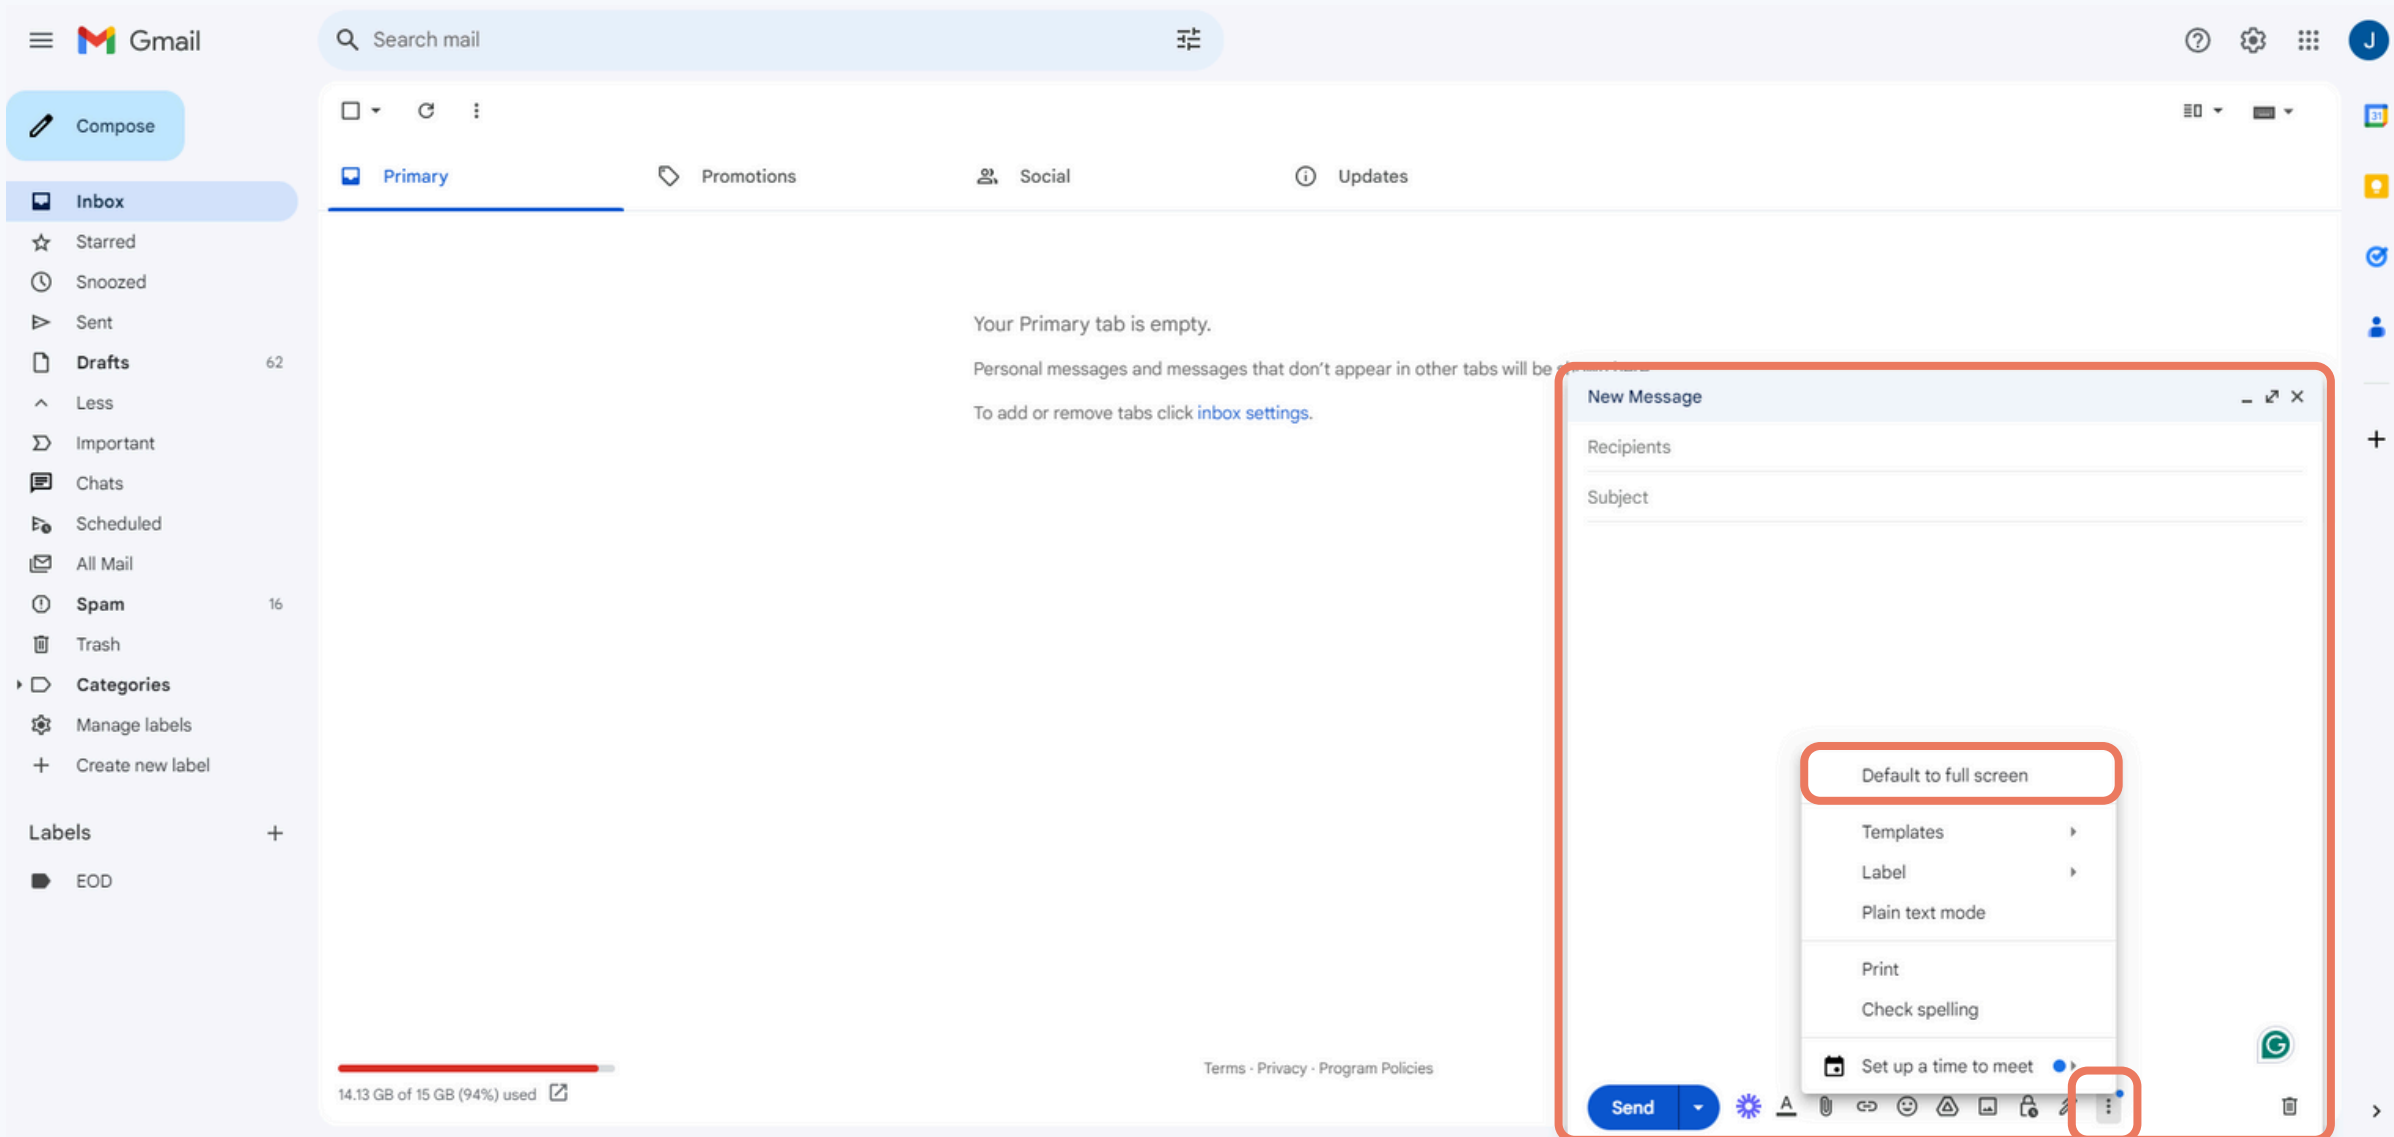 Gmail
Search mail
J
Compose
Primary
Promotions
Social
Updates
31
Inbox
Starred
Snoozed
Sent
Drafts 62
Less
Important
Chats
Scheduled
All Mail
Spam 16
Trash
Categories
Manage labels
Create new label
Labels
EOD
Your Primary tab is empty.
Personal messages and messages that don't appear in other tabs will be
To add or remove tabs click inbox settings.
New Message
Recipients
Subject
Default to full screen
Templates
Label
Plain text mode
Print
Check spelling
Set up a time to meet
G
Send
A
Terms · Privacy · Program Policies
14.13 GB of 15 GB (94%) used